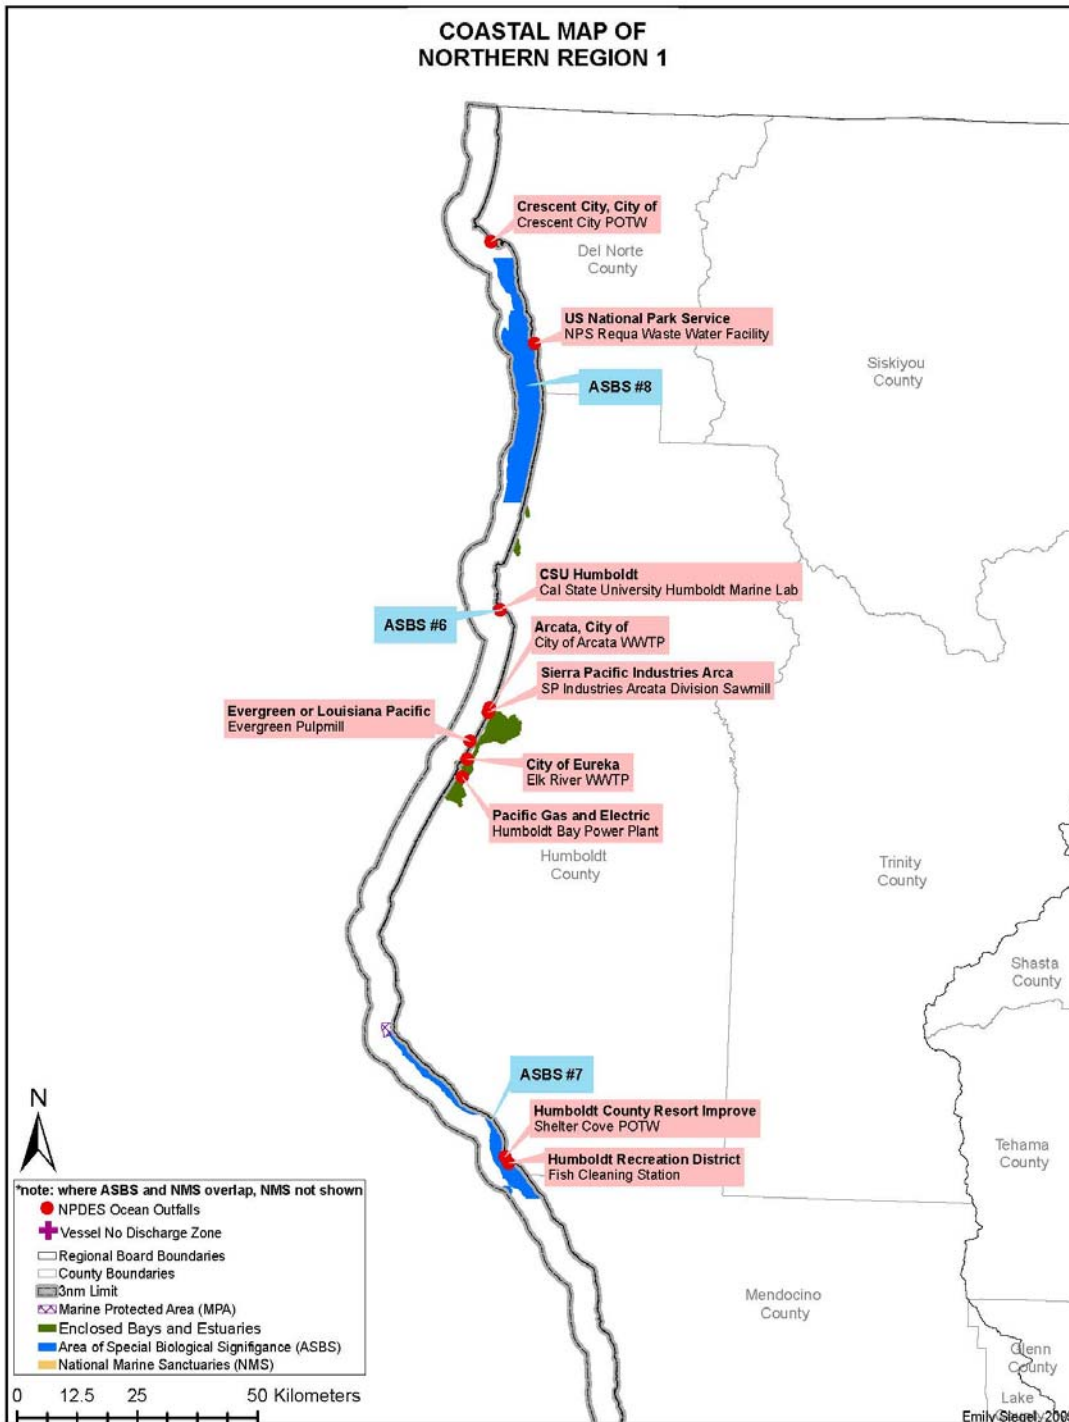 COASTAL MAP OF
NORTHERN REGION 1
Crescent City, City of
Crescent City POTW
Del Norte
County
US National Park Service
NPS Requa Waste Water Facility
Siskiyou
County
ASBS #8
CSU Humboldt
Cal State University Humboldt Marine Lab
ASBS #6
Arcata, City of
City of Arcata WWTP
Sierra Pacific Industries Arca
SP Industries Arcata Division Sawmill
Evergreen or Louisiana Pacific
Evergreen Pulpmill
City of Eureka
Elk River WWTP
Pacific Gas and Electric
Humboldt Bay Power Plant
Humboldt
County
Trinity
County
Shasta
County
ASBS #7
Humboldt County Resort Improve
Shelter Cove POTW
Humboldt Recreation District
Fish Cleaning Station
Tehama
County
Mendocino
County
Glenn
County
Lake
N
*note: where ASBS and NMS overlap, NMS not shown
NPDES Ocean Outfalls
Vessel No Discharge Zone
Regional Board Boundaries
County Boundaries
3nm Limit
Marine Protected Area (MPA)
Enclosed Bays and Estuaries
Area of Special Biological Signifigance (ASBS)
National Marine Sanctuaries (NMS)
0 12.5 25 50 Kilometers
Emily Siegel,